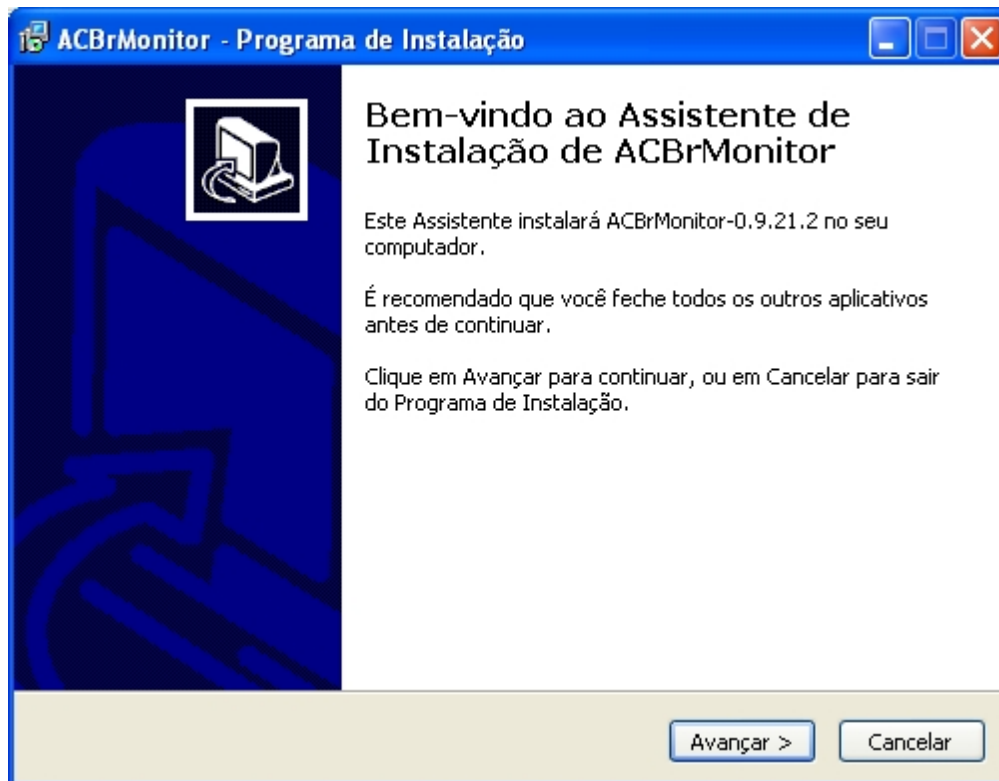 ACBrMonitor - Programa de Instalação
Bem-vindo ao Assistente de
Instalação de ACBrMonitor
Este Assistente instalará ACBrMonitor-0.9.21.2 no seu
computador.
É recomendado que você feche todos os outros aplicativos
antes de continuar.
Clique em Avançar para continuar, ou em Cancelar para sair
do Programa de Instalação.
Avançar >
Cancelar